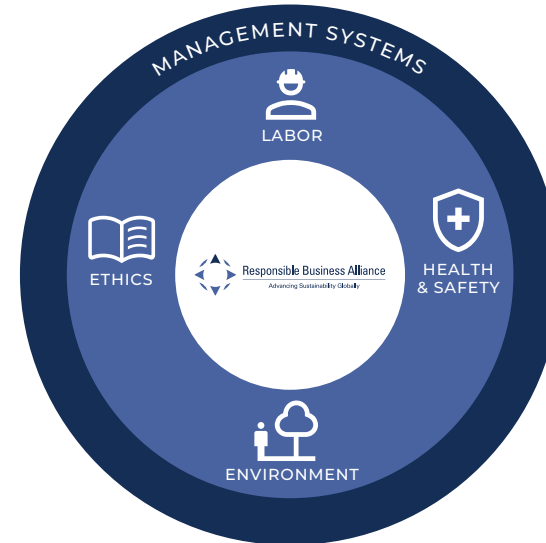 MANAGEMENT SYSTEMS
LABOR
ETHICS
Responsible Business Alliance
Advancing Sustainability Globally
HEALTH
& SAFETY
ENVIRONMENT